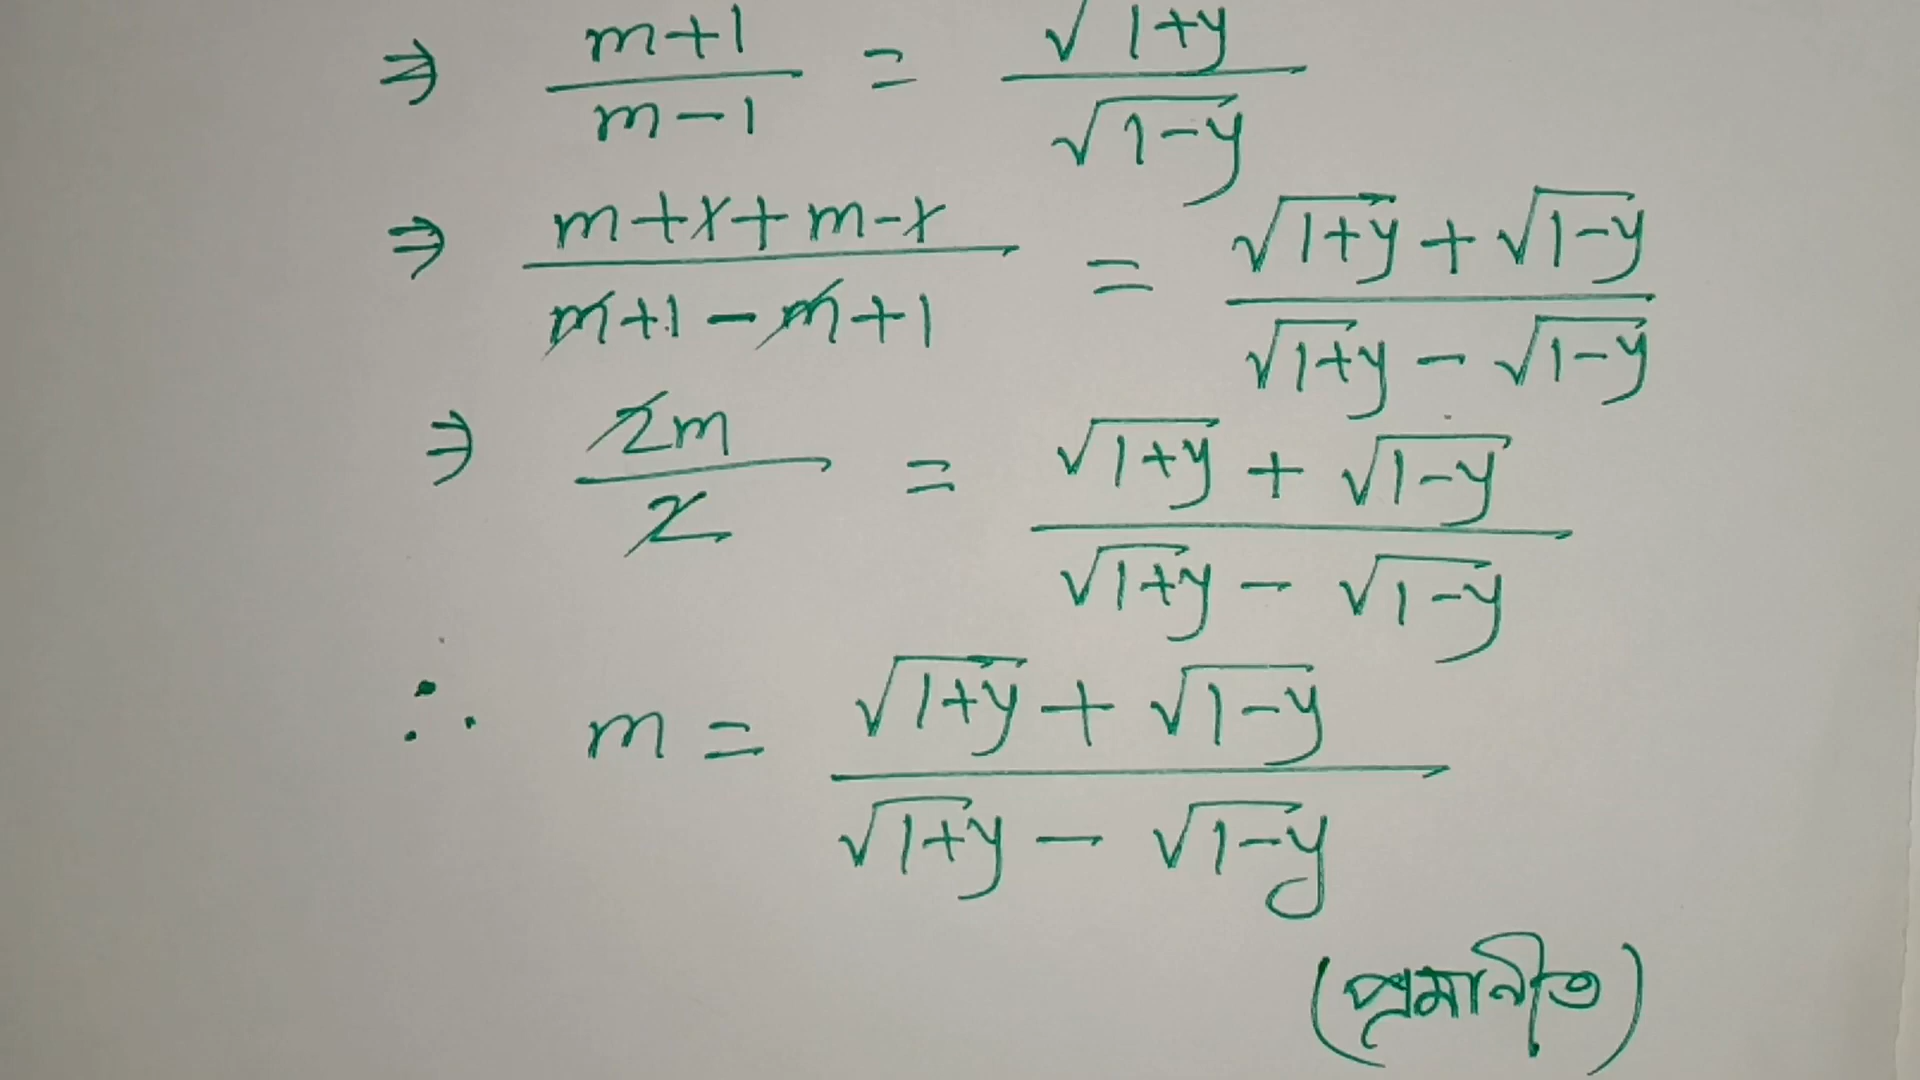 ⇒ (m+1)/(m-1) = √(1+y)/√(1-y)
⇒ (m+1+m-1)/(m+1-m+1) = (√(1+y) + √(1-y))/(√(1+y) - √(1-y))
⇒ 2m/2 = (√(1+y) + √(1-y))/(√(1+y) - √(1-y))
∴ m = (√(1+y) + √(1-y))/(√(1+y) - √(1-y))
(প্রমানীত)